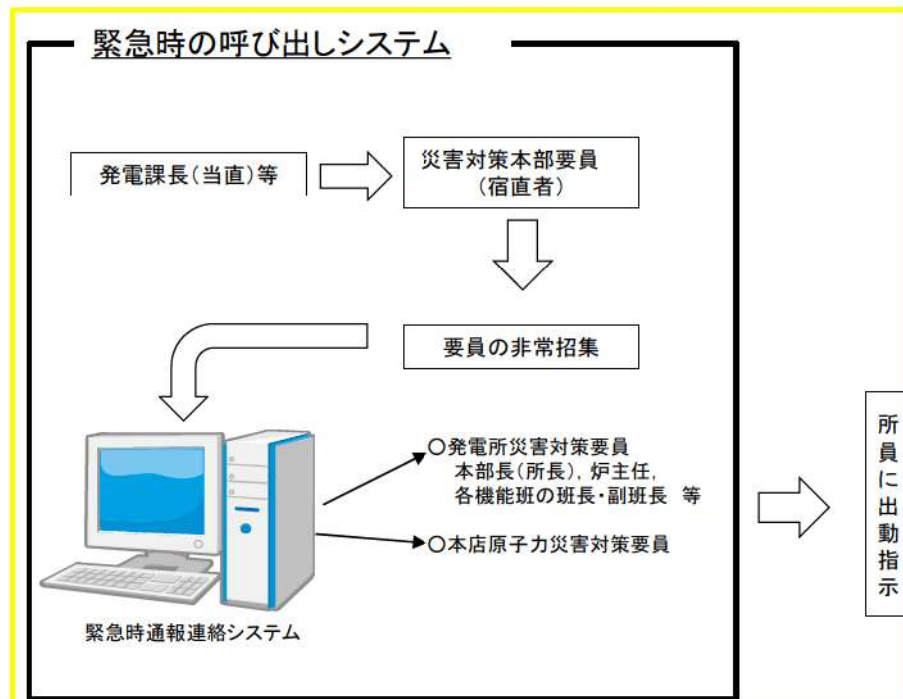 緊急時の呼び出しシステム
発電課長(当直)等
災害対策本部要員
(宿直者)
要員の非常招集
○発電所災害対策要員
本部長(所長), 炉主任,
各機能班の班長・副班長 等
○本店原子力災害対策要員
緊急時通報連絡システム
所員に出動指示